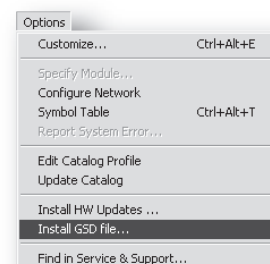 Options
Customize... Ctrl+Alt+E
Specify Module...
Configure Network
Symbol Table Ctrl+Alt+T
Report System Error...
Edit Catalog Profile
Update Catalog
Install HW Updates ...
Install GSD file...
Find in Service & Support...